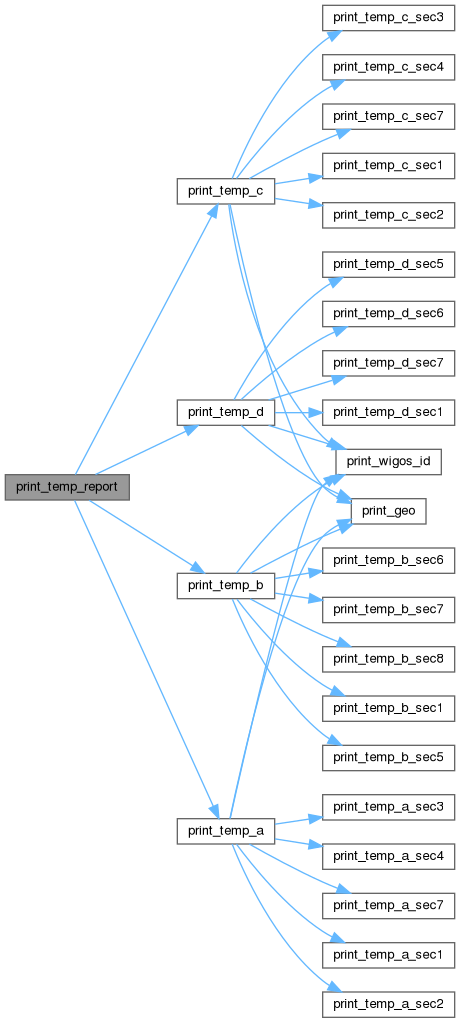 print_temp_c_sec3
print_temp_c_sec4
print_temp_c_sec7
print_temp_c_sec1
print_temp_c
print_temp_c_sec2
print_temp_d_sec5
print_temp_d_sec6
print_temp_d_sec7
print_temp_d
print_temp_d_sec1
print_wigos_id
print_temp_report
print_geo
print_temp_b_sec6
print_temp_b
print_temp_b_sec7
print_temp_b_sec8
print_temp_b_sec1
print_temp_b_sec5
print_temp_a_sec3
print_temp_a
print_temp_a_sec4
print_temp_a_sec7
print_temp_a_sec1
print_temp_a_sec2